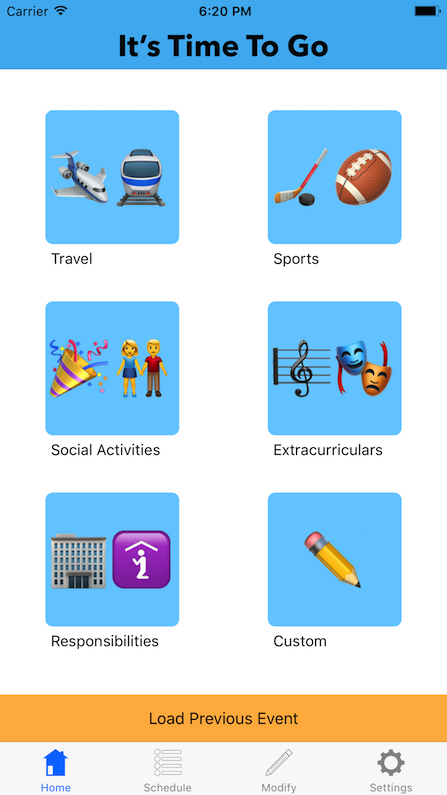 Carrier 6:20 PM
It's Time To Go
Travel Sports
Social Activities Extracurriculars
Responsibilities Custom
Load Previous Event
Home Schedule Modify Settings